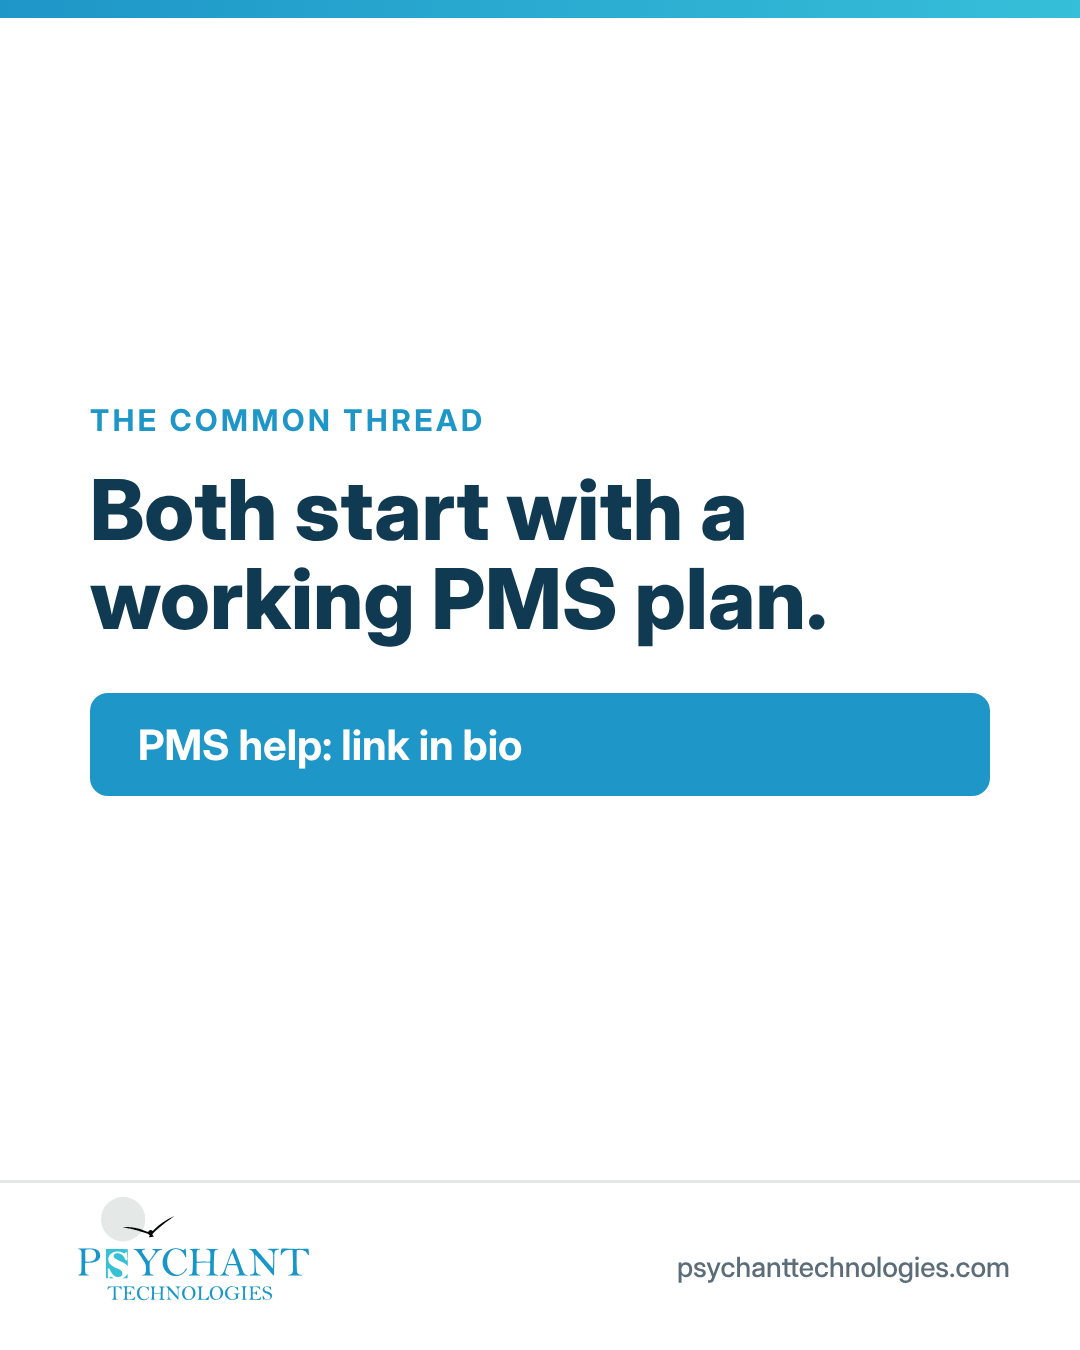 THE COMMON THREAD
Both start with a
working PMS plan.
PMS help: link in bio
PSYCHANT
TECHNOLOGIES
psychanttechnologies.com